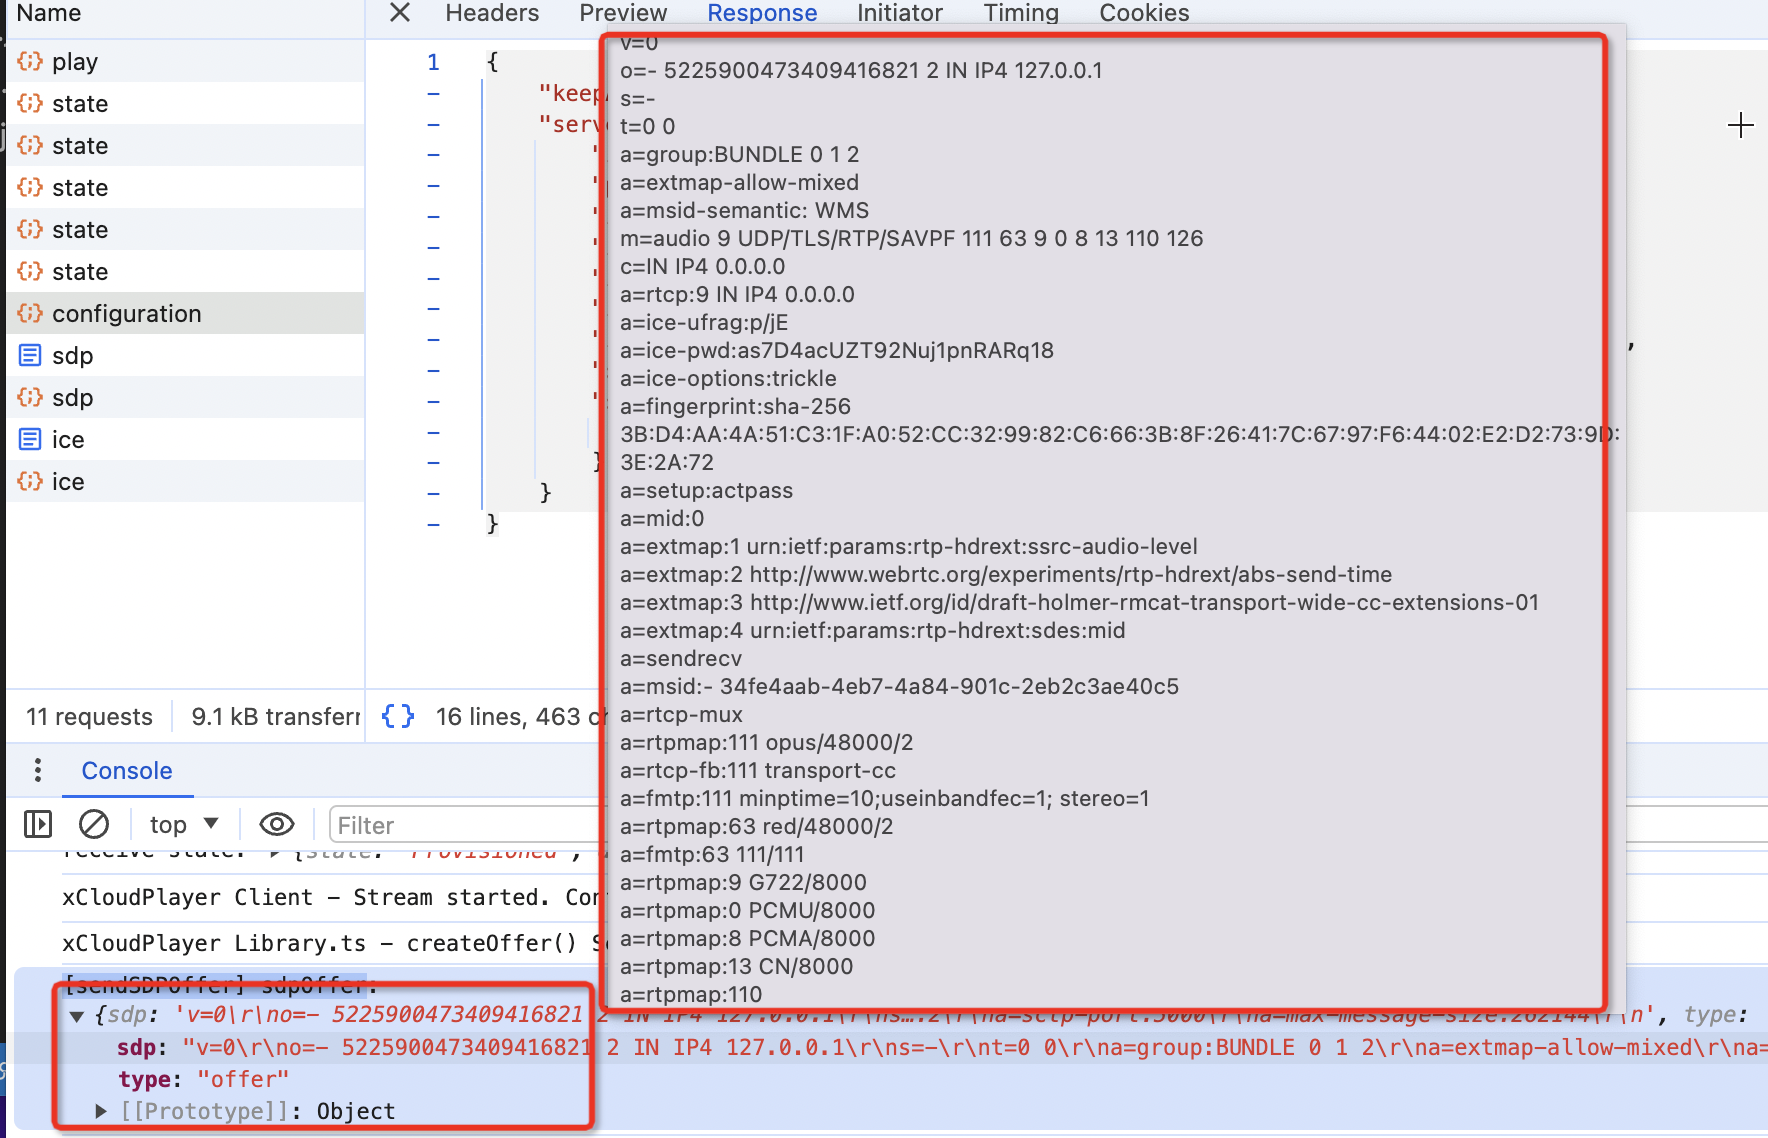 Name
Headers Preview Response Initiator Timing Cookies
play
state
state
state
state
state
configuration
sdp
sdp
ice
ice
11 requests 9.1 kB transferr
1 {
"keep
"serv
}
}
}
,
{ } 16 lines, 463 ch
v=0
o=- 5225900473409416821 2 IN IP4 127.0.0.1
s=-
t=0 0
a=group:BUNDLE 0 1 2
a=extmap-allow-mixed
a=msid-semantic: WMS
m=audio 9 UDP/TLS/RTP/SAVPF 111 63 9 0 8 13 110 126
c=IN IP4 0.0.0.0
a=rtcp:9 IN IP4 0.0.0.0
a=ice-ufrag:p/jE
a=ice-pwd:as7D4acUZT92Nuj1pnRARq18
a=ice-options:trickle
a=fingerprint:sha-256
3B:D4:AA:4A:51:C3:1F:A0:52:CC:32:99:82:C6:66:3B:8F:26:41:7C:67:97:F6:44:02:E2:D2:73:9D:
3E:2A:72
a=setup:actpass
a=mid:0
a=extmap:1 urn:ietf:params:rtp-hdrext:ssrc-audio-level
a=extmap:2 http://www.webrtc.org/experiments/rtp-hdrext/abs-send-time
a=extmap:3 http://www.ietf.org/id/draft-holmer-rmcat-transport-wide-cc-extensions-01
a=extmap:4 urn:ietf:params:rtp-hdrext:sdes:mid
a=sendrecv
a=msid:- 34fe4aab-4eb7-4a84-901c-2eb2c3ae40c5
a=rtcp-mux
a=rtpmap:111 opus/48000/2
a=rtcp-fb:111 transport-cc
a=fmtp:111 minptime=10;useinbandfec=1; stereo=1
a=rtpmap:63 red/48000/2
a=fmtp:63 111/111
a=rtpmap:9 G722/8000
a=rtpmap:0 PCMU/8000
a=rtpmap:8 PCMA/8000
a=rtpmap:13 CN/8000
a=rtpmap:110
Console
top Filter
receive state: {state: 'Provisioned',
xCloudPlayer Client - Stream started. Con
xCloudPlayer Library.ts - createOffer() S
[sendSDPOffer] sdpOffer:
{sdp: 'v=0\r\no=- 5225900473409416821 2 IN IP4 127.0.0.1\r\ns….2\r\na=sctp-port:5000\r\na=max-message-size:262144\r\n', type:
sdp: "v=0\r\no=- 5225900473409416821 2 IN IP4 127.0.0.1\r\ns=-\r\nt=0 0\r\na=group:BUNDLE 0 1 2\r\na=extmap-allow-mixed\r\na=
type: "offer"
[[Prototype]]: Object